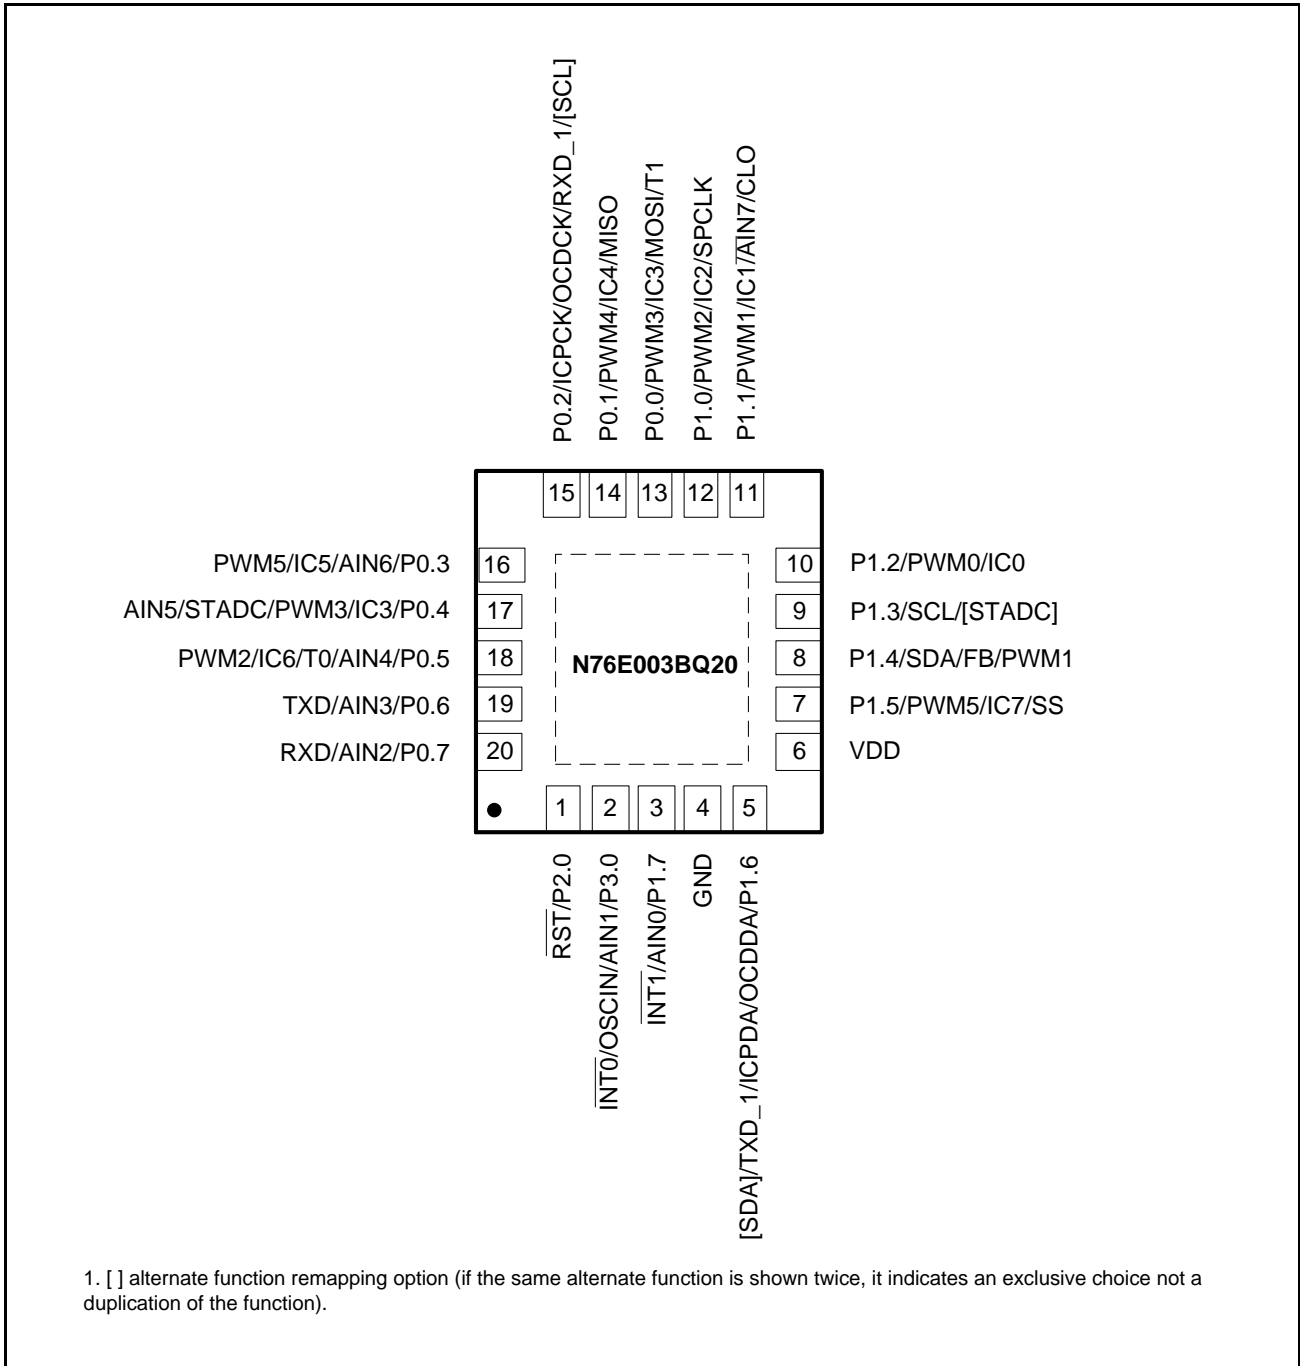 P0.2/ICPCK/OCDCK/RXD_1/[SCL]
P0.1/PWM4/IC4/MISO
P0.0/PWM3/IC3/MOSI/T1
P1.0/PWM2/IC2/SPCLK
P1.1/PWM1/IC1/AIN7/CLO
15 14 13 12 11
PWM5/IC5/AIN6/P0.3 16
10 P1.2/PWM0/IC0
AIN5/STADC/PWM3/IC3/P0.4 17
9 P1.3/SCL/[STADC]
PWM2/IC6/T0/AIN4/P0.5 18
N76E003BQ20
8 P1.4/SDA/FB/PWM1
TXD/AIN3/P0.6 19
7 P1.5/PWM5/IC7/SS
RXD/AIN2/P0.7 20
6 VDD
1 2 3 4 5
RST/P2.0
INT0/OSCIN/AIN1/P3.0
INT1/AIN0/P1.7
GND
[SDA]/TXD_1/ICPDA/OCDDA/P1.6
1. [ ] alternate function remapping option (if the same alternate function is shown twice, it indicates an exclusive choice not a
duplication of the function).